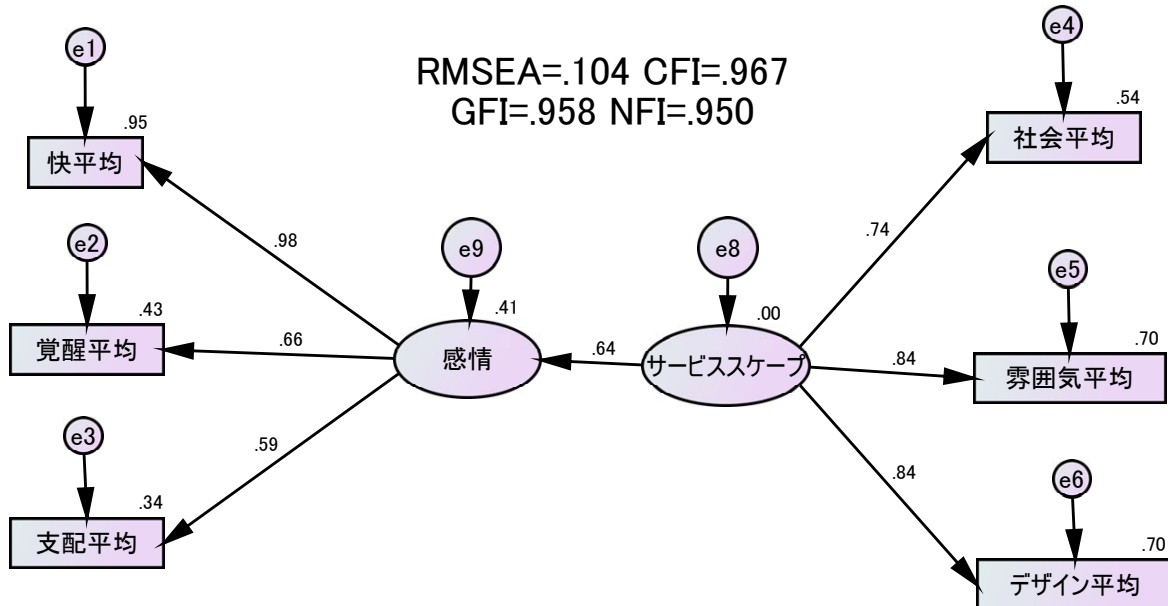 e1
e4
RMSEA=.104 CFI=.967
GFI=.958 NFI=.950
.95
快平均
.54
社会平均
e2
.98
e9
e8
.74
e5
.43
覚醒平均
.66
.41
感情
.64
.00
サービススケープ
.84
.70
雰囲気平均
e3
.59
.84
e6
.34
支配平均
.70
デザイン平均